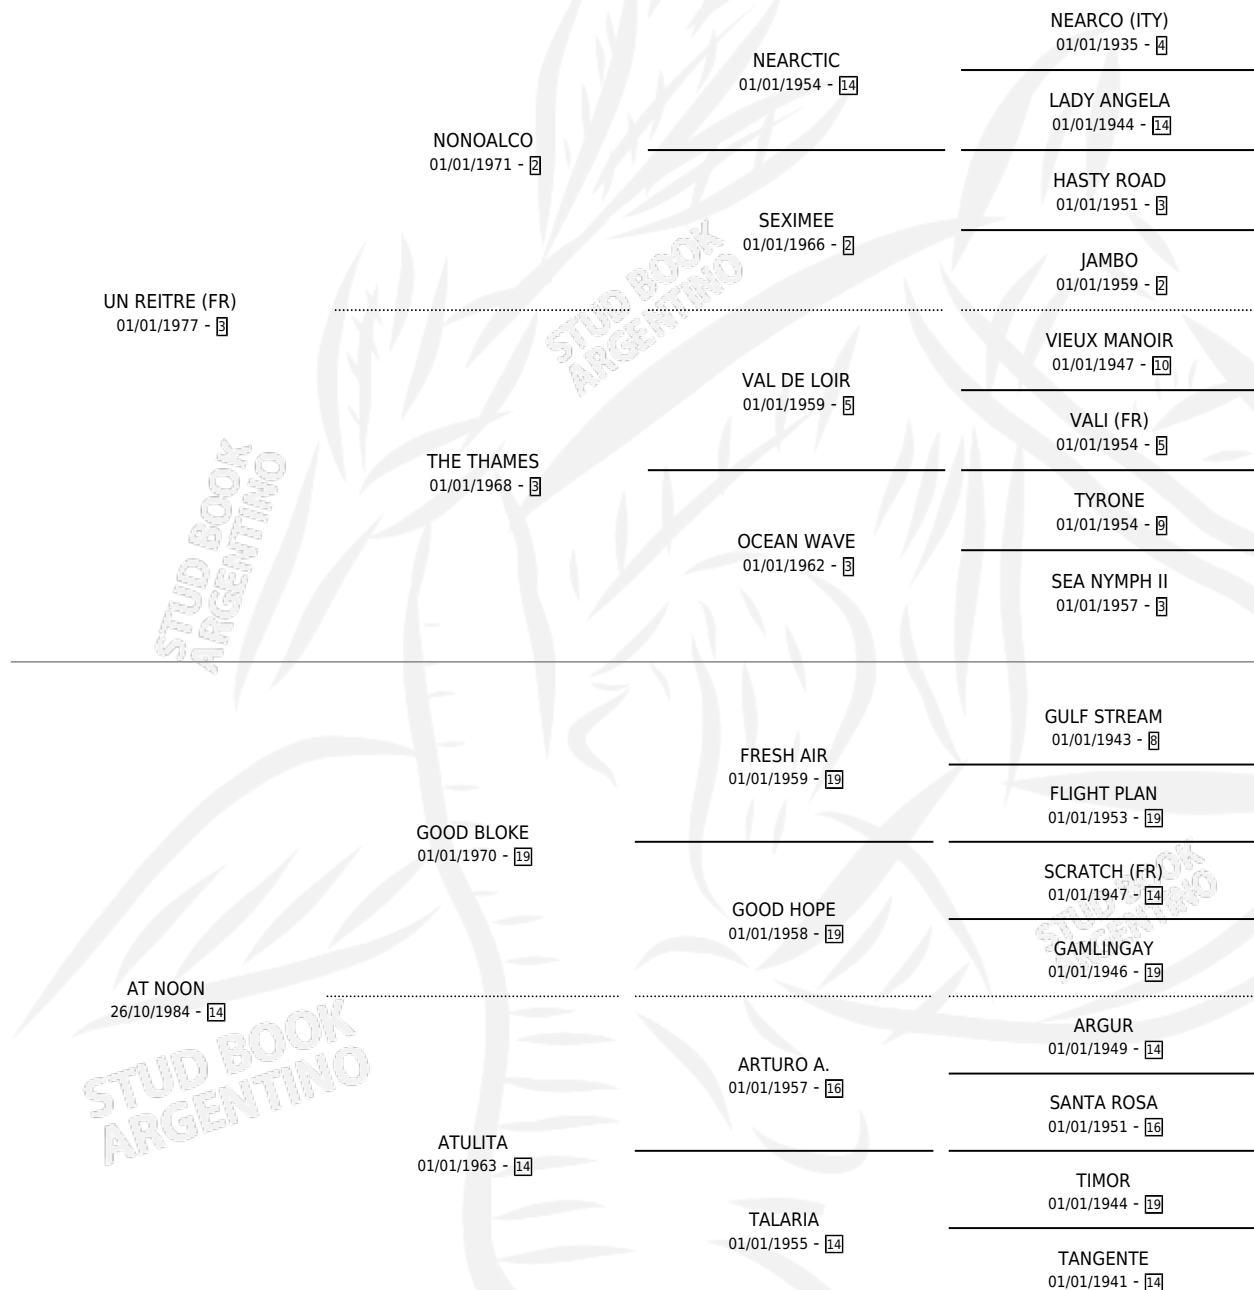 NEARCO (ITY)
01/01/1935 - 4
NEARCTIC
01/01/1954 - 14
LADY ANGELA
01/01/1944 - 14
NONOALCO
01/01/1971 - 2
HASTY ROAD
01/01/1951 - 3
SEXIMEE
01/01/1966 - 2
JAMBO
01/01/1959 - 2
UN REITRE (FR)
01/01/1977 - 3
VIEUX MANOIR
01/01/1947 - 10
VAL DE LOIR
01/01/1959 - 5
VALI (FR)
01/01/1954 - 5
THE THAMES
01/01/1968 - 3
TYRONE
01/01/1954 - 9
OCEAN WAVE
01/01/1962 - 3
SEA NYMPH II
01/01/1957 - 3
STUD BOOK
ARGENTINO
STUD BOOK
ARGENTINO
GULF STREAM
01/01/1943 - 8
FRESH AIR
01/01/1959 - 19
FLIGHT PLAN
01/01/1953 - 19
GOOD BLOKE
01/01/1970 - 19
SCRATCH (FR)
01/01/1947 - 14
GOOD HOPE
01/01/1958 - 19
GAMLINGAY
01/01/1946 - 19
AT NOON
26/10/1984 - 14
ARGUR
01/01/1949 - 14
ARTURO A.
01/01/1957 - 16
SANTA ROSA
01/01/1951 - 16
ATULITA
01/01/1963 - 14
TIMOR
01/01/1944 - 19
TALARIA
01/01/1955 - 14
TANGENTE
01/01/1941 - 14
STUD BOOK
ARGENTINO
STUD BOOK
ARGENTINO